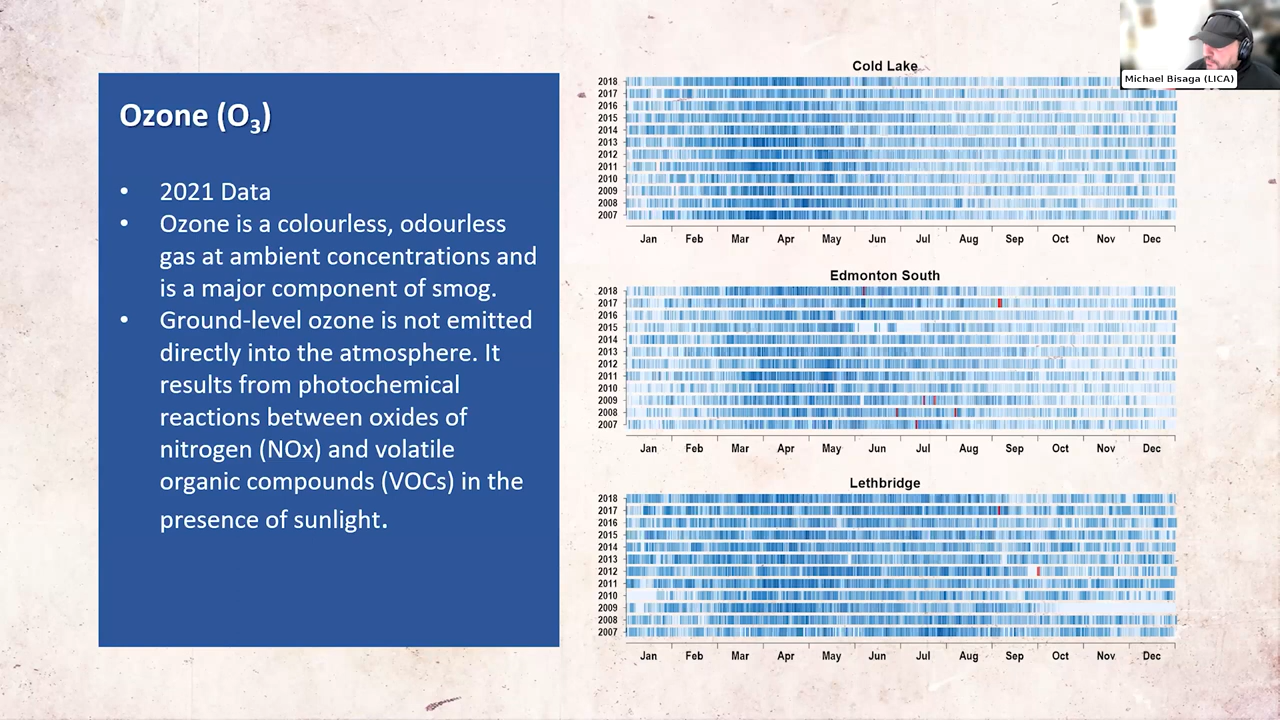 Ozone (O3)
• 2021 Data
• Ozone is a colourless, odourless
gas at ambient concentrations and
is a major component of smog.
• Ground-level ozone is not emitted
directly into the atmosphere. It
results from photochemical
reactions between oxides of
nitrogen (NOx) and volatile
organic compounds (VOCs) in the
presence of sunlight.
Michael Bisaga (LICA)
Cold Lake
2018
2017
2016
2015
2014
2013
2012
2011
2010
2009
2008
2007
Jan Feb Mar Apr May Jun Jul Aug Sep Oct Nov Dec
Edmonton South
2018
2017
2016
2015
2014
2013
2012
2011
2010
2009
2008
2007
Jan Feb Mar Apr May Jun Jul Aug Sep Oct Nov Dec
Lethbridge
2018
2017
2016
2015
2014
2013
2012
2011
2010
2009
2008
2007
Jan Feb Mar Apr May Jun Jul Aug Sep Oct Nov Dec